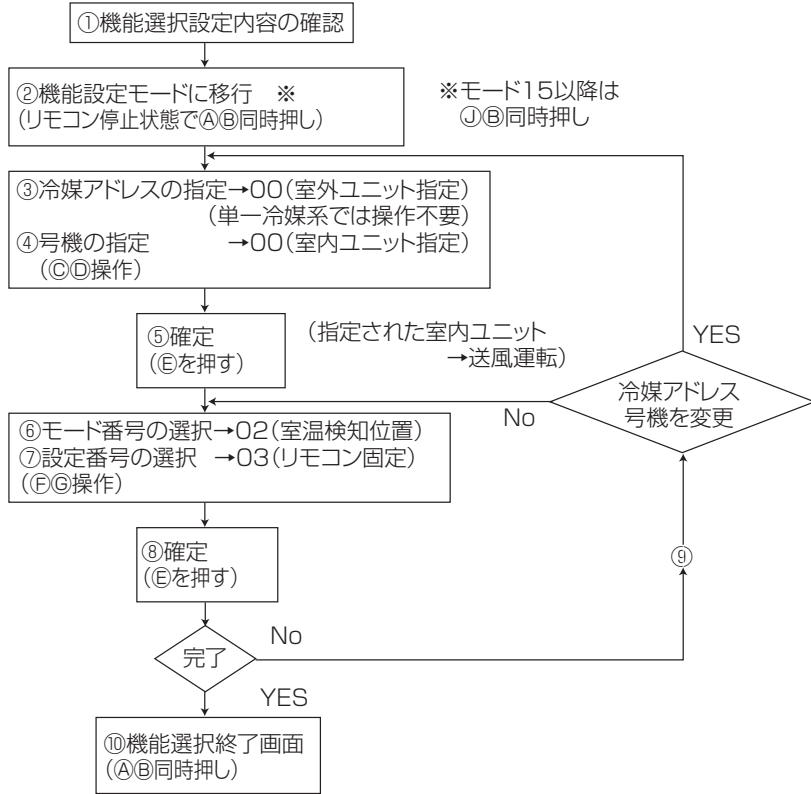 ①機能選択設定内容の確認
②機能設定モードに移行　※
(リモコン停止状態でⒶⒷ同時押し)
※モード15以降は
ⒿⒷ同時押し
③冷媒アドレスの指定→00(室外ユニット指定)
(単一冷媒系では操作不要)
④号機の指定　→00(室内ユニット指定)
(ⒸⒹ操作)
⑤確定
(Ⓔを押す)
(指定された室内ユニット
→送風運転)
YES
冷媒アドレス
号機を変更
No
⑥モード番号の選択→02(室温検知位置)
⑦設定番号の選択　→03(リモコン固定)
(ⒻⒼ操作)
⑧確定
(Ⓔを押す)
⑨
No
完了
YES
⑩機能選択終了画面
(ⒶⒷ同時押し)